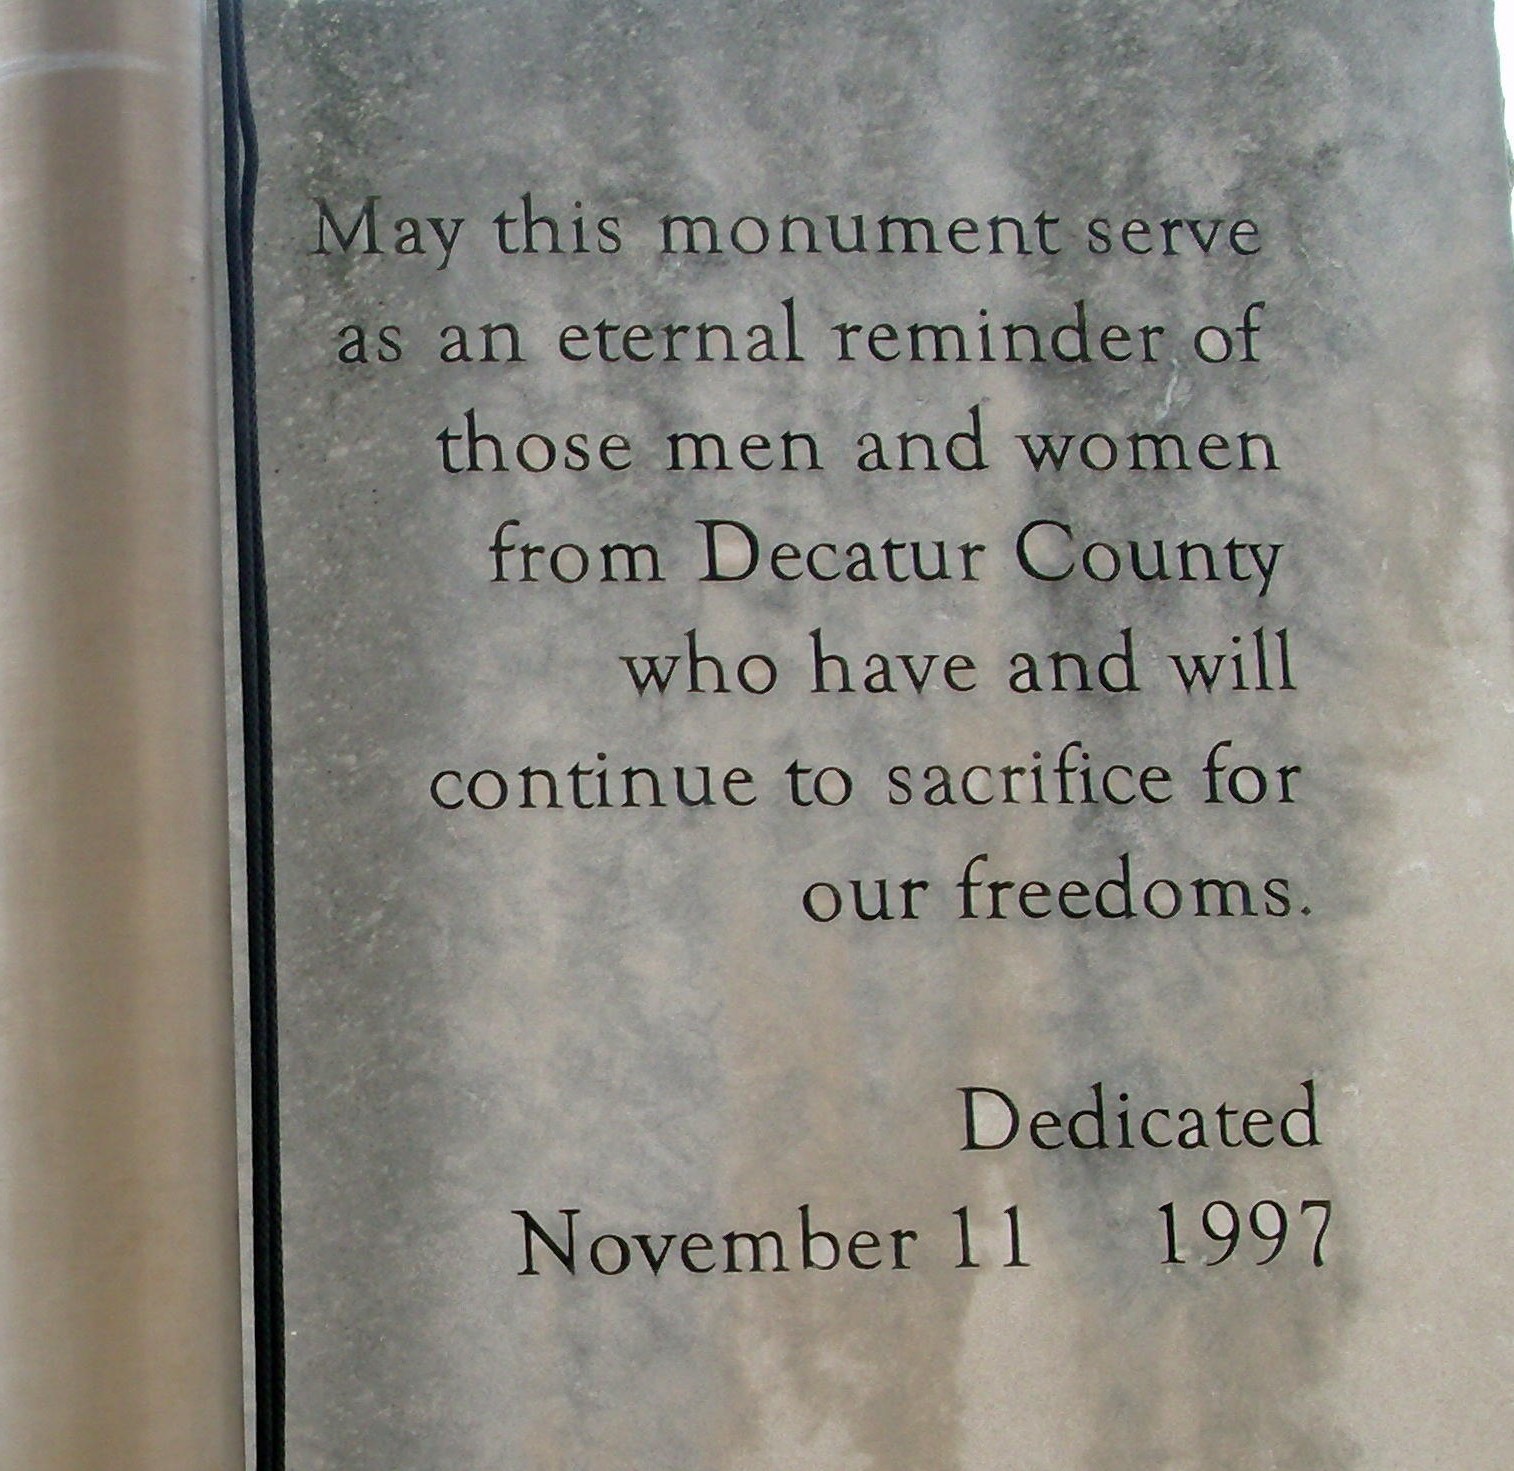 May this monument serve
as an eternal reminder of
those men and women
from Decatur County
who have and will
continue to sacrifice for
our freedoms.
Dedicated
November 11 1997